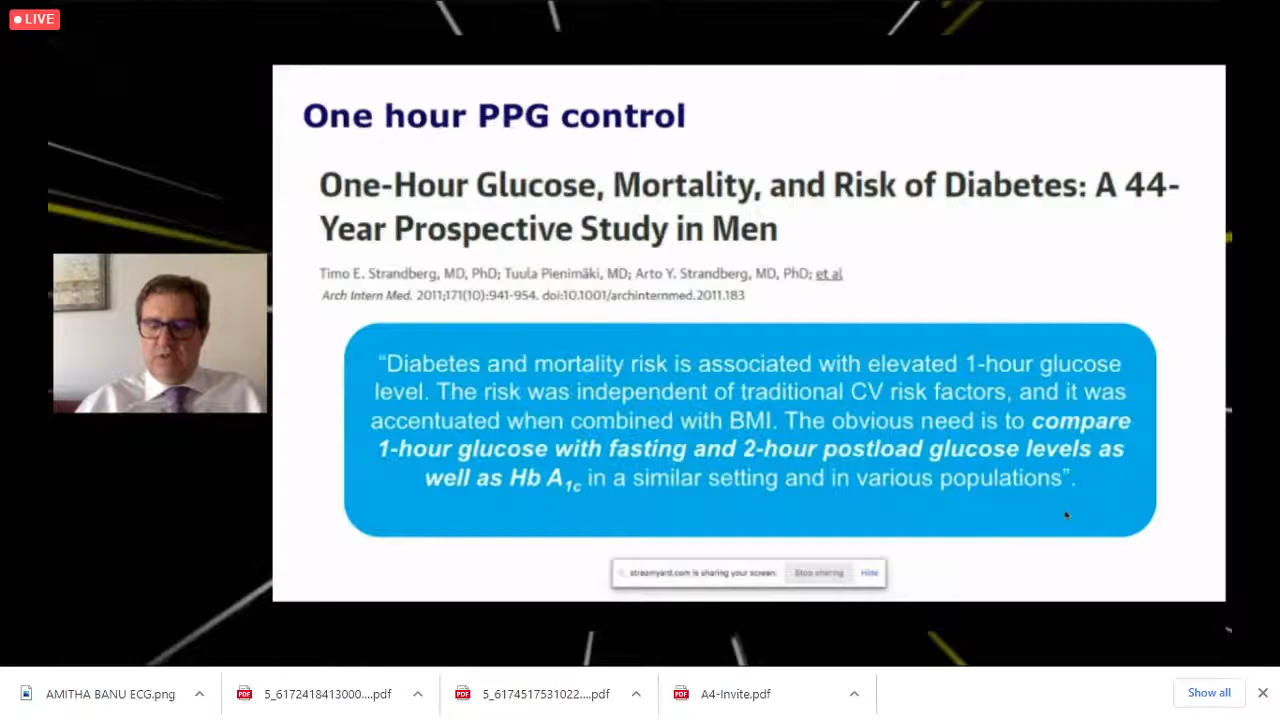 LIVE
One hour PPG control
One-Hour Glucose, Mortality, and Risk of Diabetes: A 44-
Year Prospective Study in Men
Timo E. Strandberg, MD, PhD; Tuula Pienimäki, MD; Arto Y. Strandberg, MD, PhD; et al
Arch Intern Med. 2011;171(10):941-954. doi:10.1001/archinternmed.2011.183
“Diabetes and mortality risk is associated with elevated 1-hour glucose
level. The risk was independent of traditional CV risk factors, and it was
accentuated when combined with BMI. The obvious need is to compare
1-hour glucose with fasting and 2-hour postload glucose levels as
well as Hb A1c in a similar setting and in various populations”.
streamyard.com is sharing your screen. Stop sharing Hide
AMITHA BANU ECG.png 5_6172418413000....pdf 5_6174517531022....pdf A4-Invite.pdf Show all